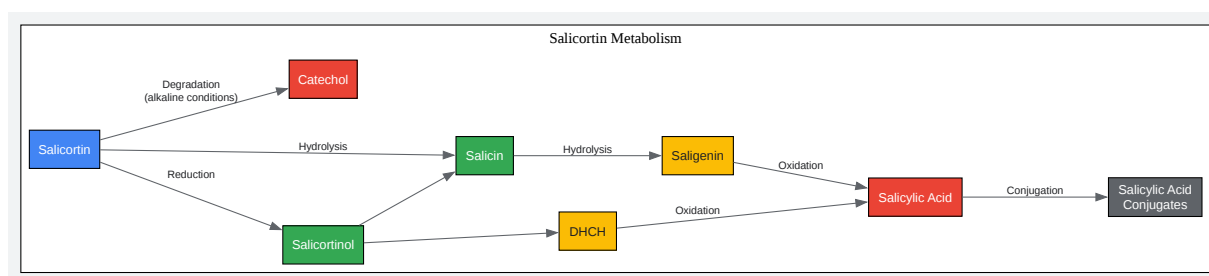 Salicortin Metabolism
Degradation
(alkaline conditions)
Catechol
Salicortin
Hydrolysis
Salicin
Hydrolysis
Saligenin
Oxidation
Reduction
Salicylic Acid
Conjugation
Salicylic Acid
Conjugates
Salicortinol
DHCH
Oxidation